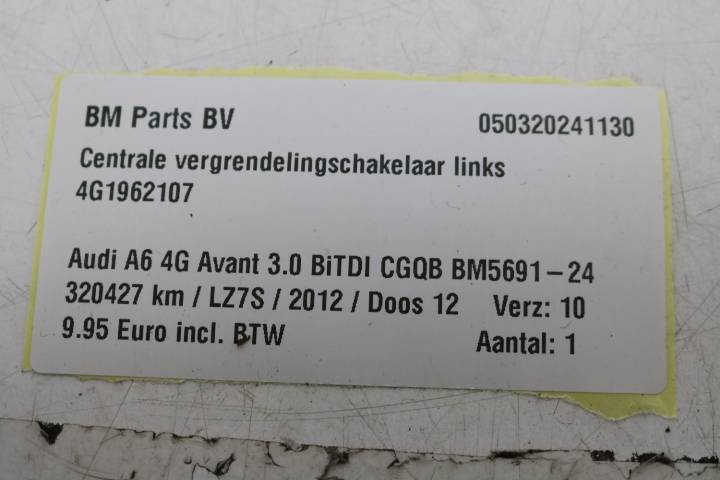 BM Parts BV 050320241130
Centrale vergrendelingschakelaar links
4G1962107
Audi A6 4G Avant 3.0 BiTDI CGQB BM5691-24
320427 km / LZ7S / 2012 / Doos 12 Verz: 10
9.95 Euro incl. BTW Aantal: 1